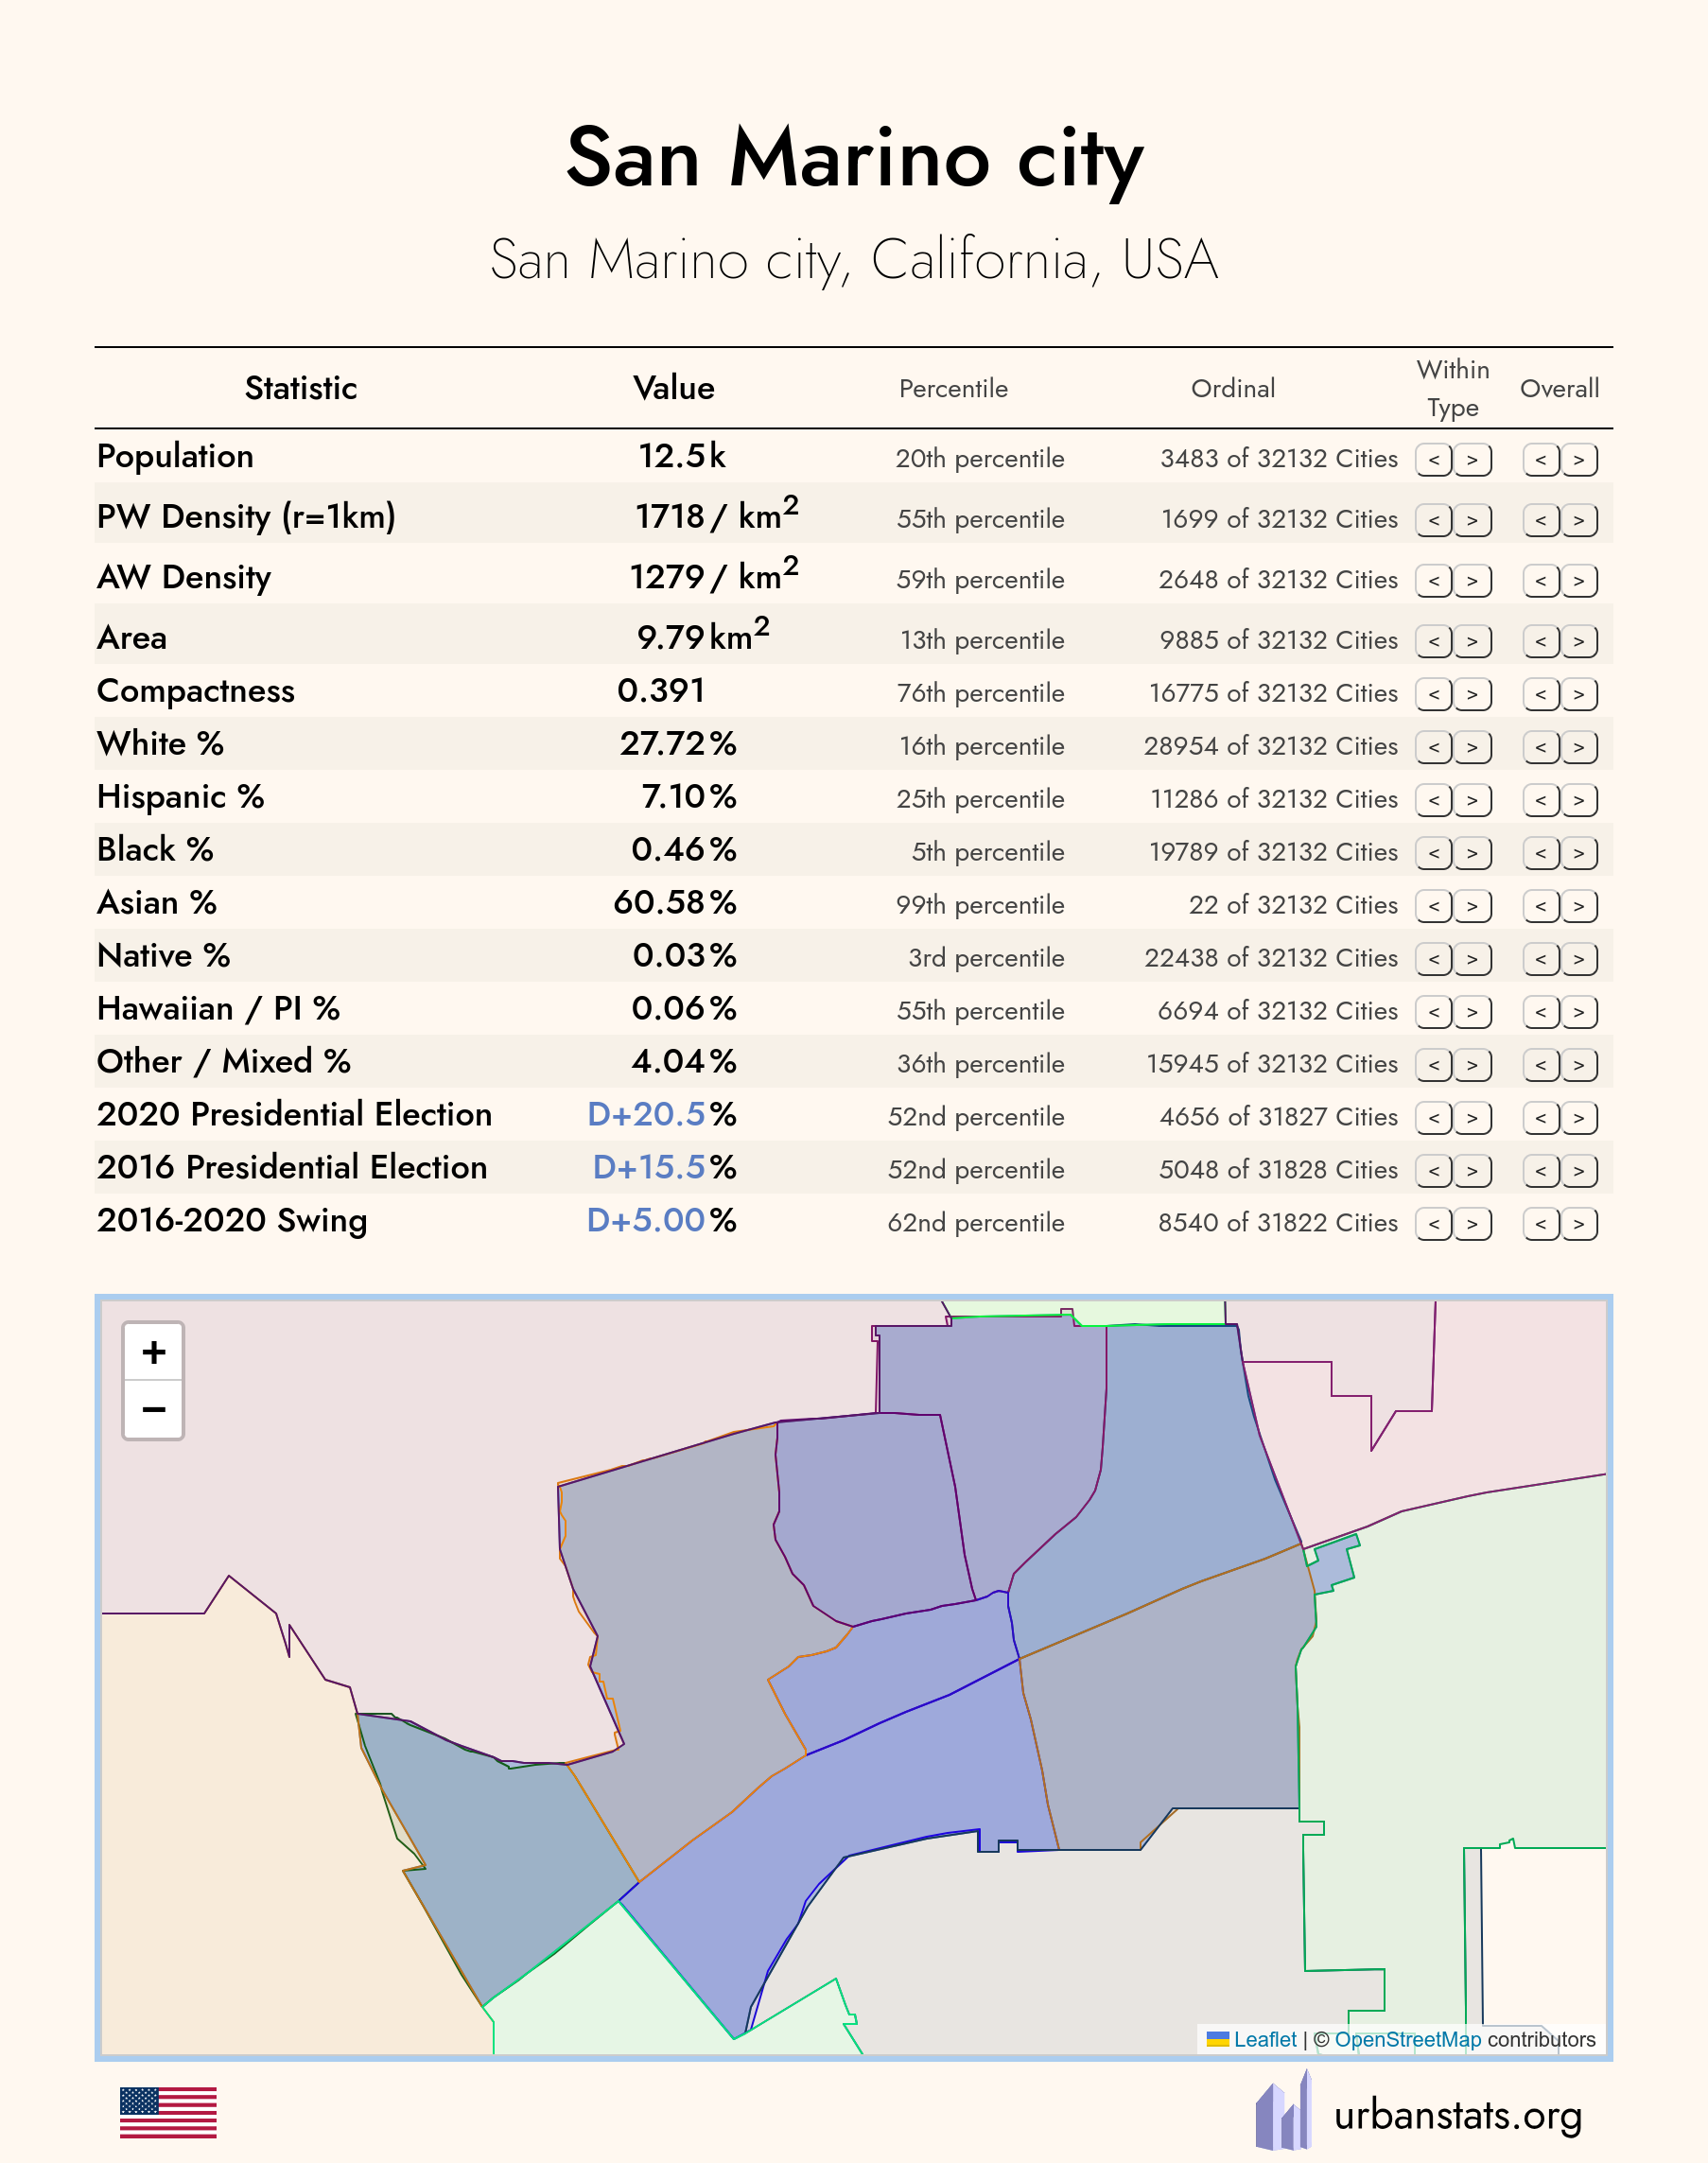 San Marino city
San Marino city, California, USA
Statistic Value Percentile Ordinal Within Type Overall
Population 12.5k 20th percentile 3483 of 32132 Cities < > < >
PW Density (r=1km) 1718/ km² 55th percentile 1699 of 32132 Cities < > < >
AW Density 1279/ km² 59th percentile 2648 of 32132 Cities < > < >
Area 9.79km² 13th percentile 9885 of 32132 Cities < > < >
Compactness 0.391 76th percentile 16775 of 32132 Cities < > < >
White % 27.72% 16th percentile 28954 of 32132 Cities < > < >
Hispanic % 7.10% 25th percentile 11286 of 32132 Cities < > < >
Black % 0.46% 5th percentile 19789 of 32132 Cities < > < >
Asian % 60.58% 99th percentile 22 of 32132 Cities < > < >
Native % 0.03% 3rd percentile 22438 of 32132 Cities < > < >
Hawaiian / PI % 0.06% 55th percentile 6694 of 32132 Cities < > < >
Other / Mixed % 4.04% 36th percentile 15945 of 32132 Cities < > < >
2020 Presidential Election D+20.5% 52nd percentile 4656 of 31827 Cities < > < >
2016 Presidential Election D+15.5% 52nd percentile 5048 of 31828 Cities < > < >
2016-2020 Swing D+5.00% 62nd percentile 8540 of 31822 Cities < > < >
+
−
Leaflet | © OpenStreetMap contributors
urbanstats.org